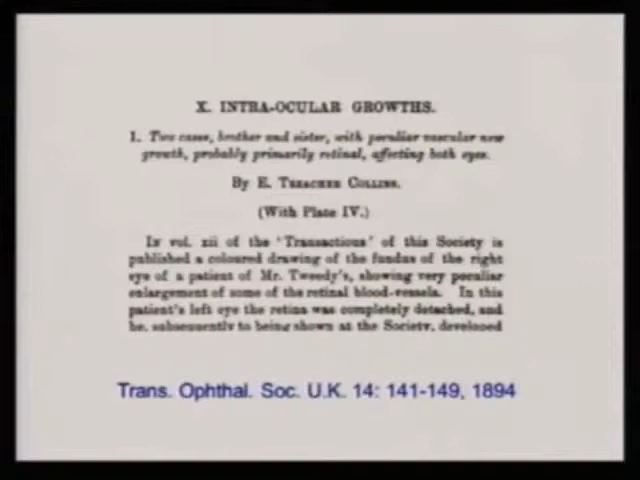 X. INTRA-OCULAR GROWTHS.
1. Two cases, brother and sister, with peculiar vascular new
growth, probably primarily retinal, affecting both eyes.
By E. TREACHER COLLINS.
(With Plate IV.)
IN vol. xii of the 'Transactions' of this Society is
published a coloured drawing of the fundus of the right
eye of a patient of Mr. Tweedy's, showing very peculiar
enlargement of some of the retinal blood-vessels. In this
patient's left eye the retina was completely detached, and
he, subsequently to being shown at the Society, developed
Trans. Ophthal. Soc. U.K. 14: 141-149, 1894